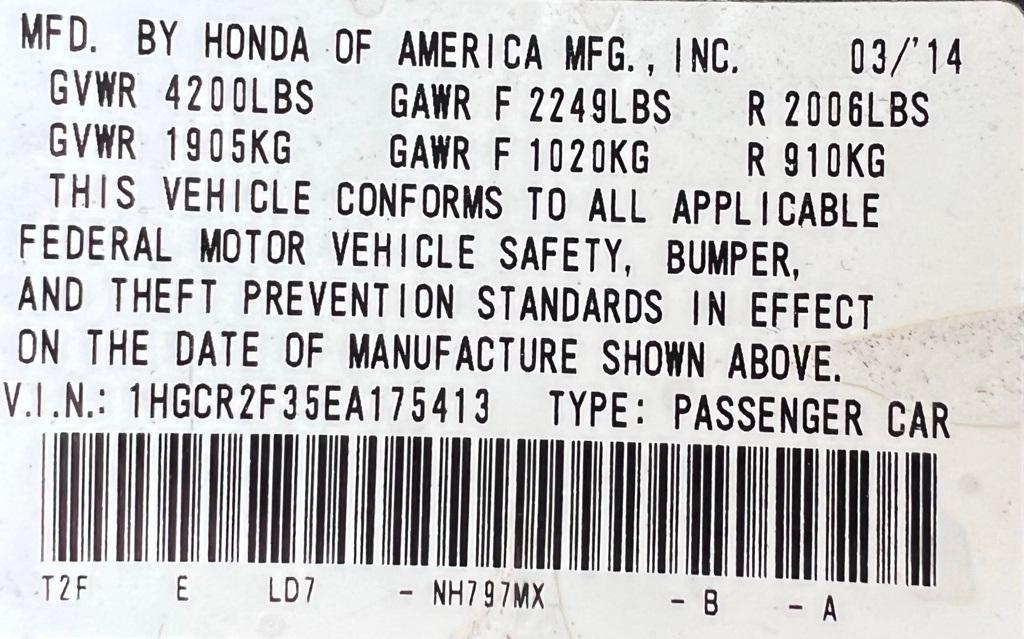 MFD. BY HONDA OF AMERICA MFG., INC. 03/'14
GVWR 4200LBS GAWR F 2249LBS R 2006LBS
GVWR 1905KG GAWR F 1020KG R 910KG
THIS VEHICLE CONFORMS TO ALL APPLICABLE
FEDERAL MOTOR VEHICLE SAFETY, BUMPER,
AND THEFT PREVENTION STANDARDS IN EFFECT
ON THE DATE OF MANUFACTURE SHOWN ABOVE.
V.I.N.: 1HGCR2F35EA175413 TYPE: PASSENGER CAR
T2F E LD7 - NH797MX - B - A